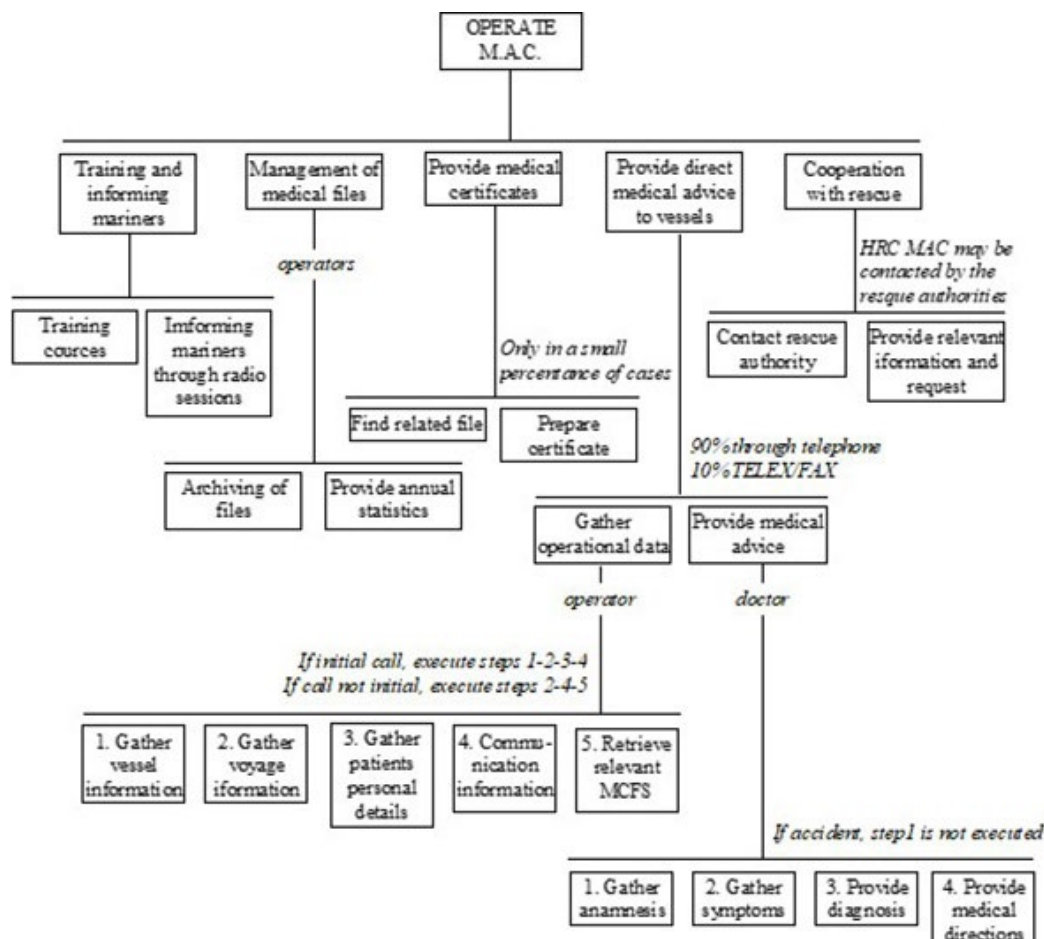 OPERATE
M.A.C.
Training and
informing
mariners
Management of
medical files
Provide medical
certificates
Provide direct
medical advice
to vessels
Cooperation
with rescue
operators
HRC MAC may be
contacted by the
resque authorities
Training
cources
Imforming
mariners
through radio
sessions
Only in a small
percentance of cases
Contact rescue
authority
Provide relevant
iformation and
request
Find related file
Prepare
certificate
90% through telephone
10% TELEX/FAX
Archiving of
files
Provide annual
statistics
Gather
operational data
Provide medical
advice
operator
doctor
If initial call, execute steps 1-2-3-4
If call not initial, execute steps 2-4-5
1. Gather
vessel
information
2. Gather
voyage
iformation
3. Gather
patients
personal
details
4. Commu-
nication
information
5. Retrieve
relevant
MCFS
If accident, step1 is not executed
1. Gather
anamnesis
2. Gather
symptoms
3. Provide
diagnosis
4. Provide
medical
directions